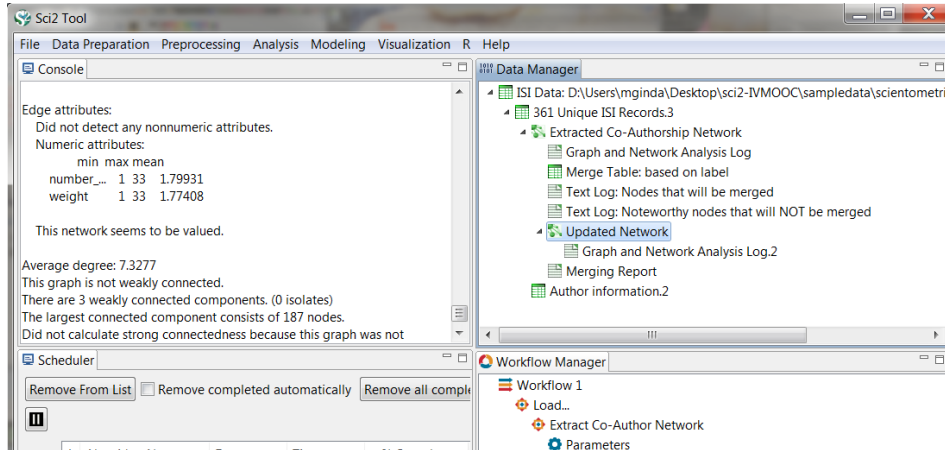 Sci2 Tool
File Data Preparation Preprocessing Analysis Modeling Visualization R Help
Console
Edge attributes:
Did not detect any nonnumeric attributes.
Numeric attributes:
min max mean
number_... 1 33 1.79931
weight 1 33 1.77408
This network seems to be valued.
Average degree: 7.3277
This graph is not weakly connected.
There are 3 weakly connected components. (0 isolates)
The largest connected component consists of 187 nodes.
Did not calculate strong connectedness because this graph was not
Data Manager
ISI Data: D:\Users\mginda\Desktop\sci2-IVMOOC\sampledata\scientometri
361 Unique ISI Records.3
Extracted Co-Authorship Network
Graph and Network Analysis Log
Merge Table: based on label
Text Log: Nodes that will be merged
Text Log: Noteworthy nodes that will NOT be merged
Updated Network
Graph and Network Analysis Log.2
Merging Report
Author information.2
Scheduler
Remove From List Remove completed automatically Remove all comple
Workflow Manager
Workflow 1
Load...
Extract Co-Author Network
Parameters